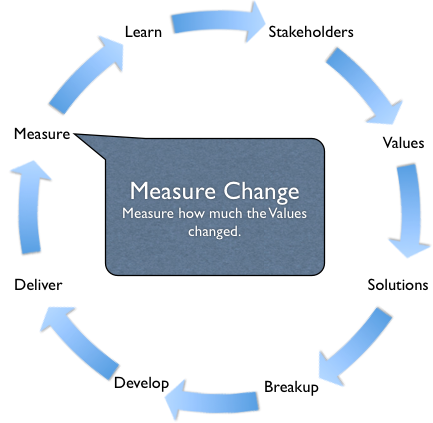 Learn
Stakeholders
Measure
Values
Measure Change
Measure how much the Values
changed.
Deliver
Solutions
Develop
Breakup